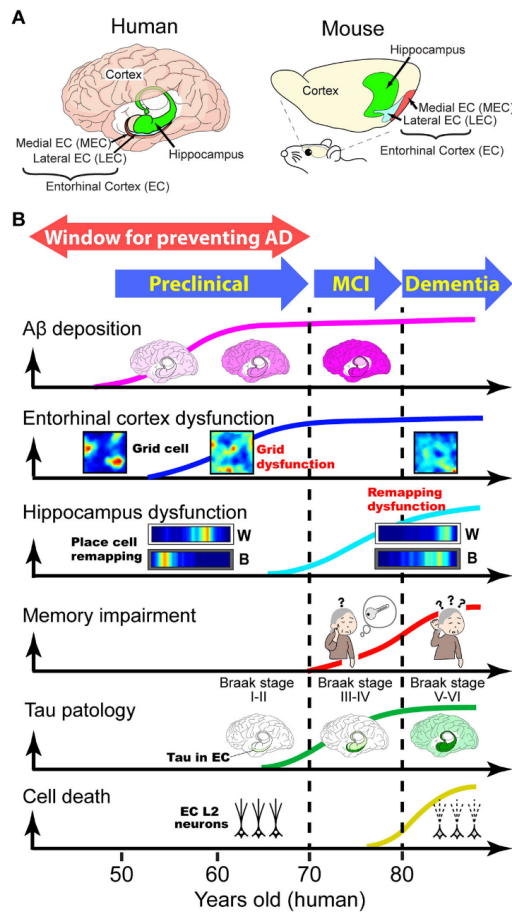 A
Human
Mouse
Cortex
Medial EC (MEC)
Lateral EC (LEC)
Hippocampus
Entorhinal Cortex (EC)
Hippocampus
Cortex
Medial EC (MEC)
Lateral EC (LEC)
Entorhinal Cortex (EC)
B
Window for preventing AD
Preclinical
MCI
Dementia
Aβ deposition
Entorhinal cortex dysfunction
Grid cell
Grid
dysfunction
Hippocampus dysfunction
Remapping
dysfunction
Place cell
remapping
W
B
W
B
Memory impairment
?
? ? ?
Braak stage
I-II
Braak stage
III-IV
Braak stage
V-VI
Tau patology
Tau in EC
Cell death
EC L2
neurons
50
60
70
80
Years old (human)